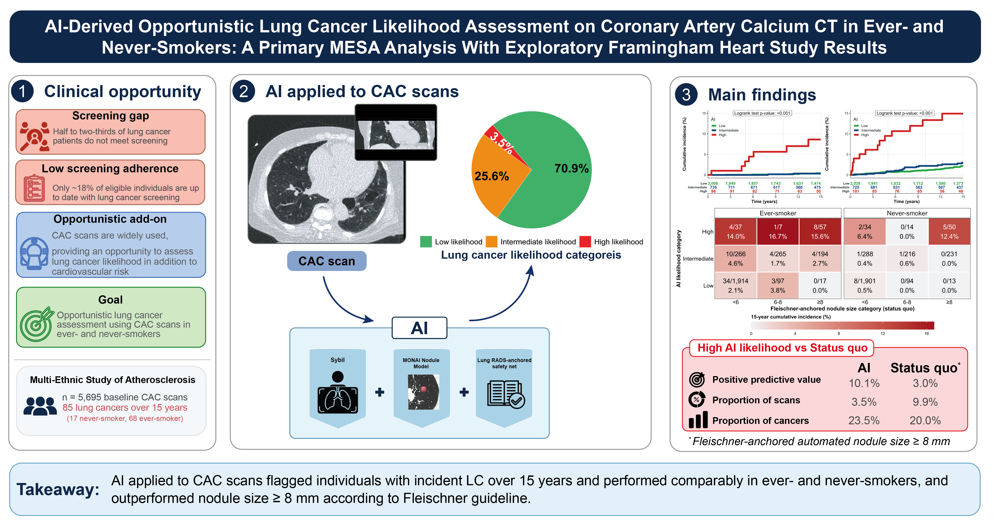 AI-Derived Opportunistic Lung Cancer Likelihood Assessment on Coronary Artery Calcium CT in Ever- and
Never-Smokers: A Primary MESA Analysis With Exploratory Framingham Heart Study Results
1 Clinical opportunity
Screening gap
Half to two-thirds of lung cancer
patients do not meet screening
Low screening adherence
Only ~18% of eligible individuals are up
to date with lung cancer screening
Opportunistic add-on
CAC scans are widely used,
providing an opportunity to assess
lung cancer likelihood in addition to
cardiovascular risk
Goal
Opportunistic lung cancer
assessment using CAC scans in
ever- and never-smokers
Multi-Ethnic Study of Atherosclerosis
n = 5,695 baseline CAC scans
85 lung cancers over 15 years
(17 never-smoker, 68 ever-smoker)
2 AI applied to CAC scans
3.5%
70.9%
25.6%
Low likelihood Intermediate likelihood High likelihood
Lung cancer likelihood categoreis
CAC scan
AI
Sybil
MONAI Nodule
Model
Lung RADS-anchored
safety net
+ +
3 Main findings
Logrank test p-value: <0.001
AI
Low
Intermediate
High
Cumulative incidence (%)
15
10
5
0
Low 2,008 1,949 1,857 1,743 1,631 1,474
Intermediate 735 711 671 617 560 475
High 98 91 82 71 63 50
0 3 6 9 12 15
Time (years)
Logrank test p-value: <0.001
AI
Low
Intermediate
High
Cumulative incidence (%)
15
10
5
0
Low 2,028 1,941 1,832 1,712 1,580 1,373
Intermediate 725 681 631 562 507 437
High 101 85 76 65 56 48
0 3 6 9 12 15
Time (years)
Ever-smoker Never-smoker
AI likelihood category
High
4/37 1/7 8/57 2/34 0/14 5/50
14.0% 16.7% 15.6% 6.4% 0.0% 12.4%
Intermediate
10/266 4/265 4/194 1/288 1/216 0/231
4.6% 1.7% 2.7% 0.4% 0.6% 0.0%
Low
34/1,914 3/97 0/17 8/1,901 0/94 0/13
2.1% 3.8% 0.0% 0.5% 0.0% 0.0%
<6 6-8 ≥8 <6 6-8 ≥8
Fleischner-anchored nodule size category (status quo)
15-year cumulative incidence (%)
0 4 8 12 16
High AI likelihood vs Status quo
AI Status quo*
Positive predictive value 10.1% 3.0%
%
Proportion of scans 3.5% 9.9%
Proportion of cancers 23.5% 20.0%
* Fleischner-anchored automated nodule size ≥ 8 mm
Takeaway:
AI applied to CAC scans flagged individuals with incident LC over 15 years and performed comparably in ever- and never-smokers, and
outperformed nodule size ≥ 8 mm according to Fleischner guideline.